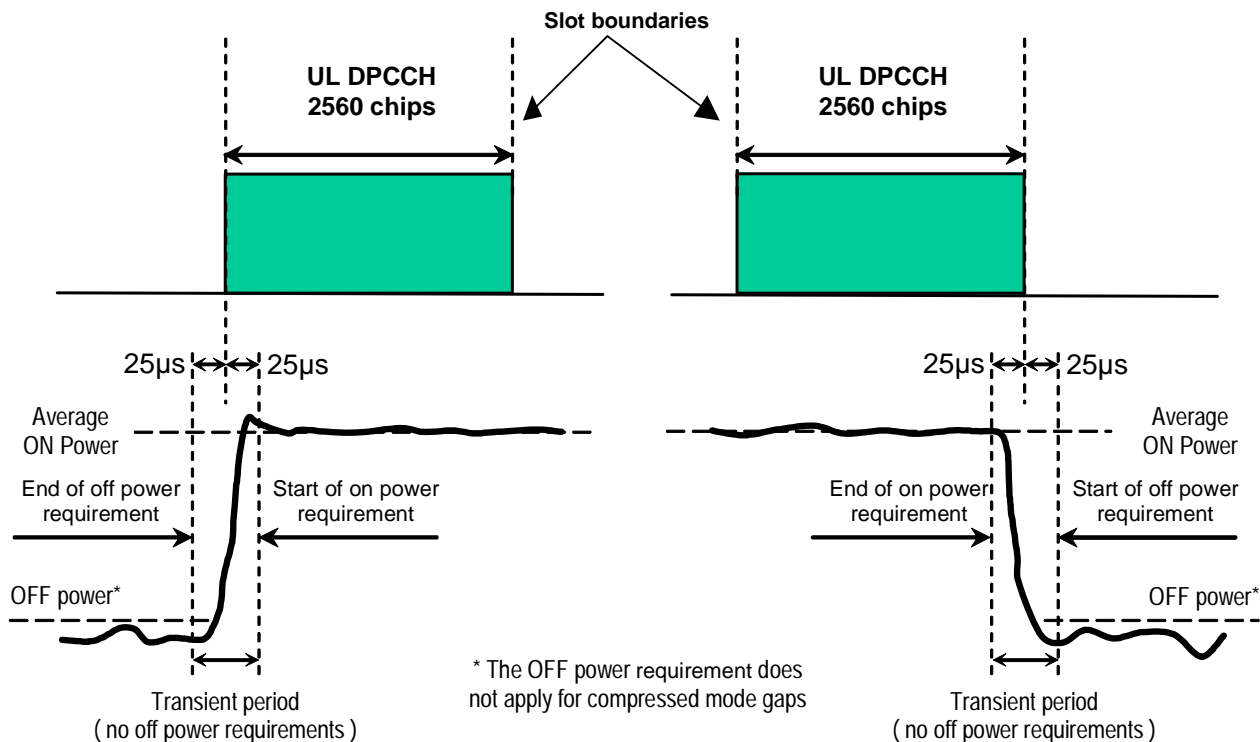 Slot boundaries
UL DPCCH
2560 chips
UL DPCCH
2560 chips
25µs
25µs
25µs
25µs
Average
ON Power
Average
ON Power
End of off power
requirement
Start of on power
requirement
End of on power
requirement
Start of off power
requirement
OFF power*
OFF power*
* The OFF power requirement does
not apply for compressed mode gaps
Transient period
( no off power requirements )
Transient period
( no off power requirements )